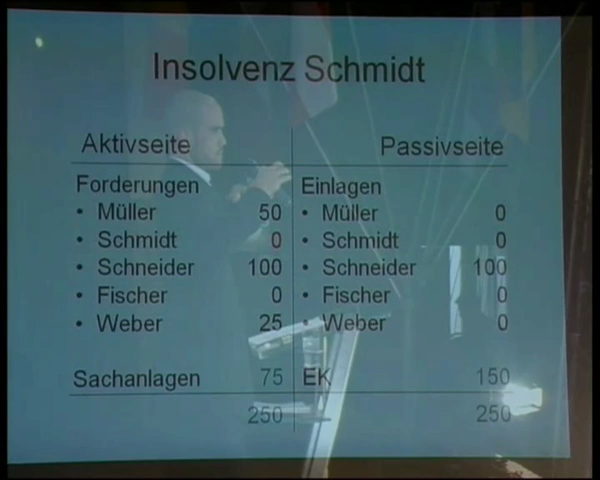 Insolvenz Schmidt
Aktivseite Passivseite
Forderungen Einlagen
• Müller 50 • Müller 0
• Schmidt 0 • Schmidt 0
• Schneider 100 • Schneider 100
• Fischer 0 • Fischer 0
• Weber 25 • Weber 0
Sachanlagen 75 EK 150
250 250